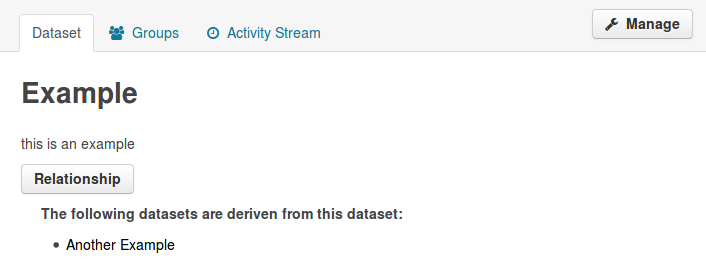 Dataset Groups Activity Stream Manage
Example
this is an example
Relationship
The following datasets are deriven from this dataset:
• Another Example